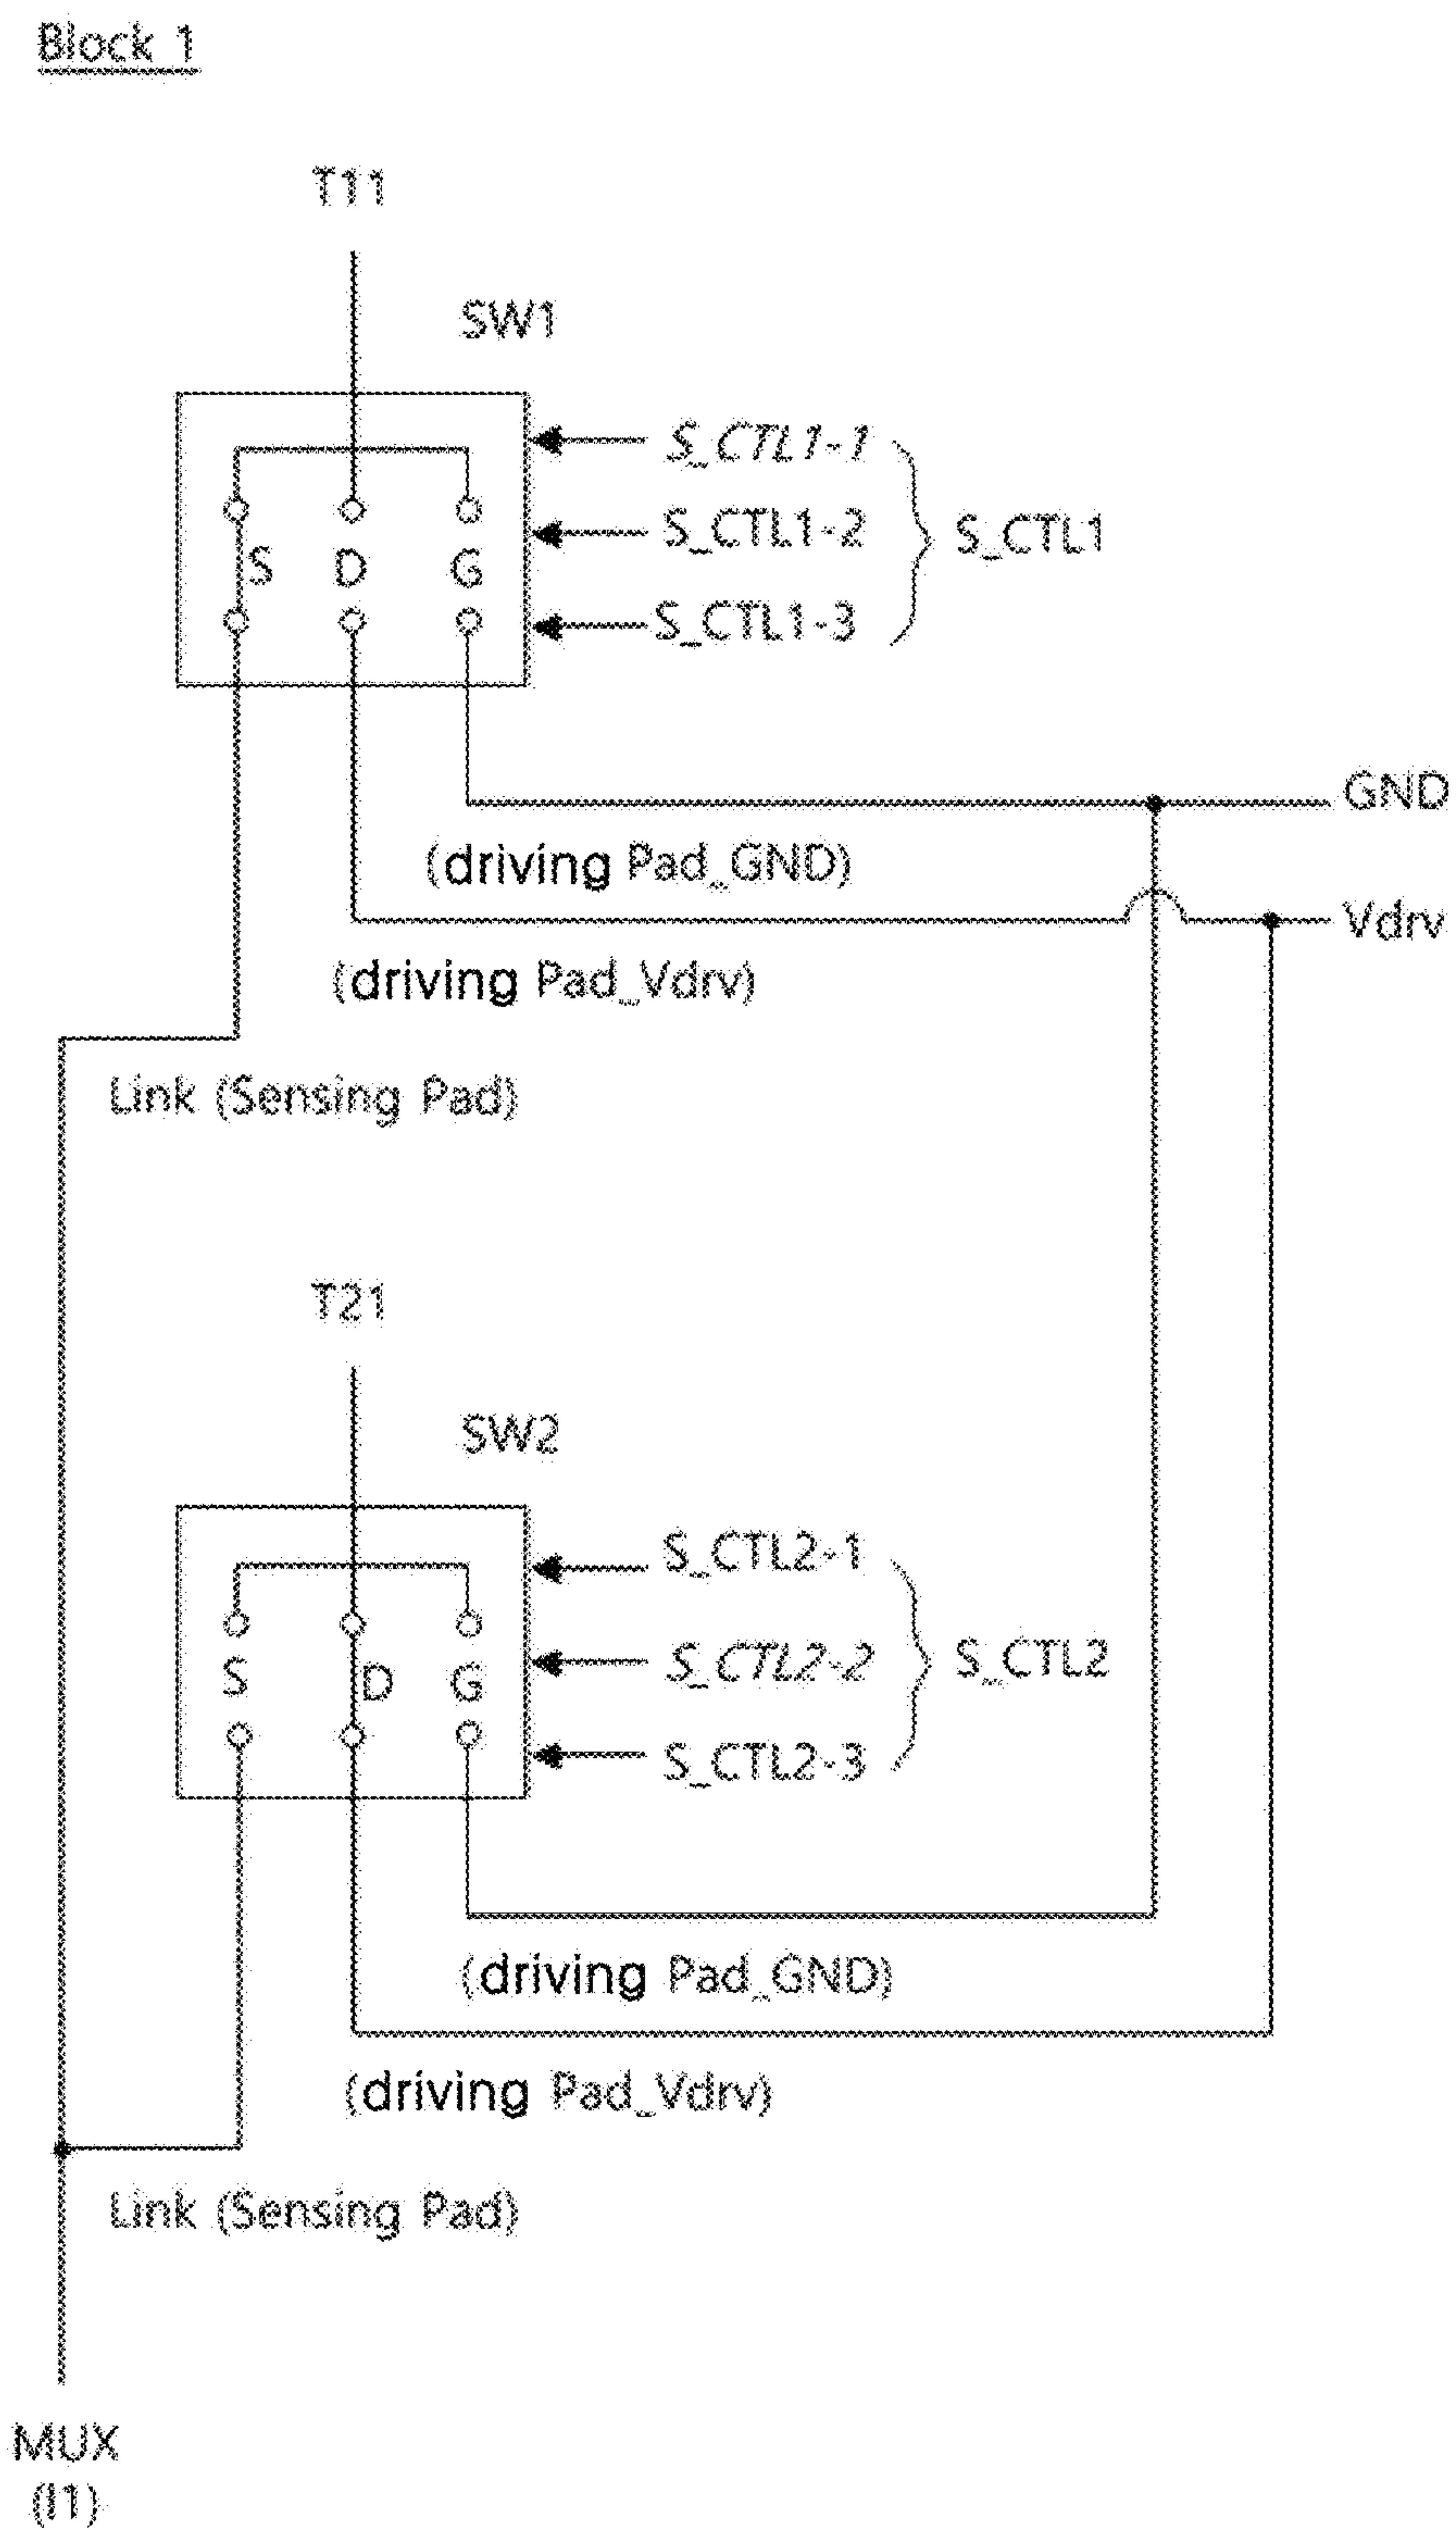 Block 1
T11
SW1
S_CTL1-1
S_CTL1-2
S_CTL1
S D G
S_CTL1-3
GND
(driving Pad_GND)
Vdrv
(driving Pad_Vdrv)
Link (Sensing Pad)
T21
SW2
S_CTL2-1
S_CTL2-2
S_CTL2
S D G
S_CTL2-3
(driving Pad_GND)
(driving Pad_Vdrv)
Link (Sensing Pad)
MUX
(I1)